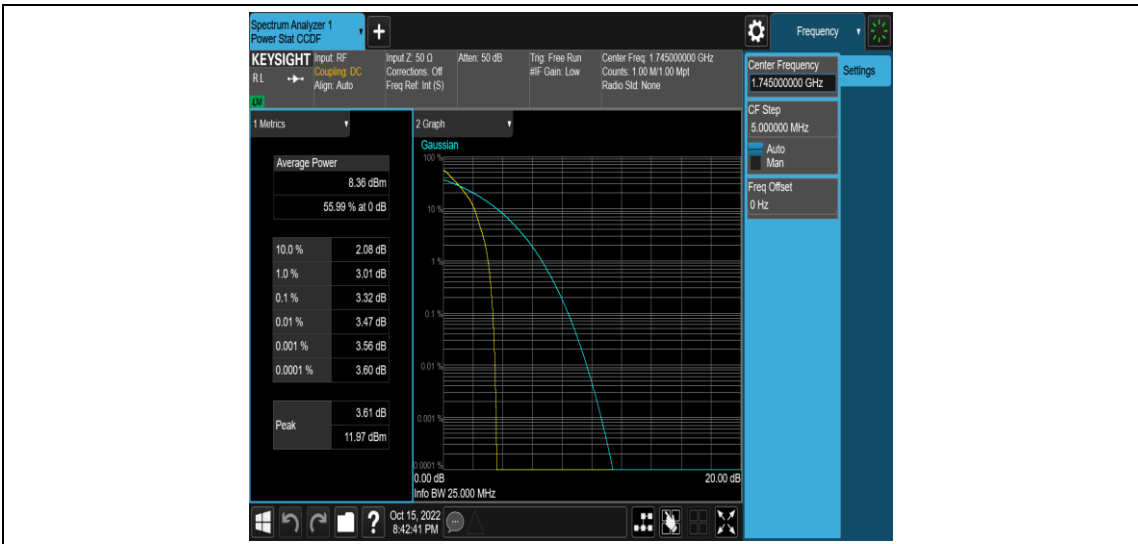 Spectrum Analyzer 1
Power Stat CCDF
+
Frequency
KEYSIGHT
RL
LXI
Input: RF
Coupling: DC
Align: Auto
Input Z: 50 Ω
Corrections: Off
Freq Ref: Int (S)
Atten: 50 dB
Trig: Free Run
#IF Gain: Low
Center Freq: 1.745000000 GHz
Counts: 1.00 M/1.00 Mpt
Radio Std: None
Center Frequency
1.745000000 GHz
Settings
CF Step
5.000000 MHz
Auto
Man
Freq Offset
0 Hz
1 Metrics
Average Power
8.36 dBm
55.99 % at 0 dB
10.0 % 2.08 dB
1.0 % 3.01 dB
0.1 % 3.32 dB
0.01 % 3.47 dB
0.001 % 3.56 dB
0.0001 % 3.60 dB
Peak
3.61 dB
11.97 dBm
2 Graph
Gaussian
100 %
10 %
1 %
0.1 %
0.01 %
0.001 %
0.0001 %
0.00 dB 20.00 dB
Info BW 25.000 MHz
?
Oct 15, 2022
8:42:41 PM